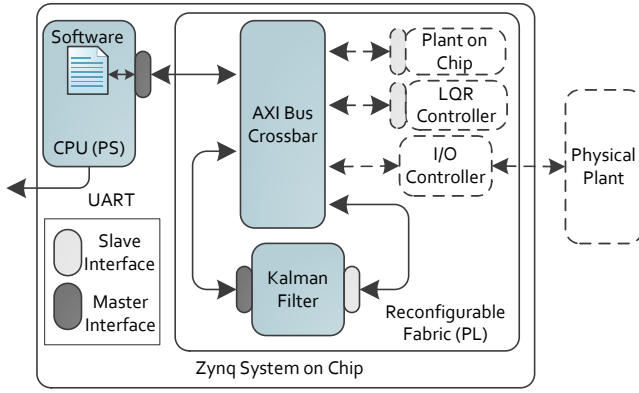 Software
CPU (PS)
UART
Slave
Interface
Master
Interface
AXI Bus
Crossbar
Plant on
Chip
LQR
Controller
I/O
Controller
Physical
Plant
Kalman
Filter
Reconfigurable
Fabric (PL)
Zynq System on Chip